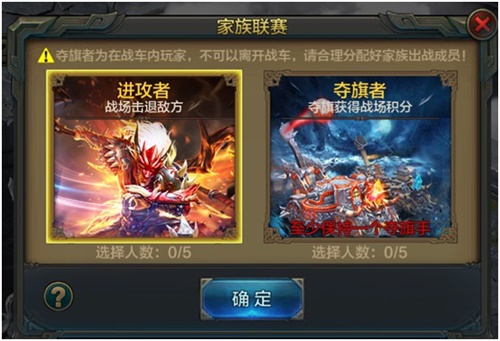 家族联赛
夺旗者为在战车内玩家，不可以离开战车，请合理分配好家族出战成员！
进攻者
战场击退敌方
夺旗者
夺旗获得战场积分
至少保持一个夺旗手
选择人数：0/5
选择人数：0/5
?
确定